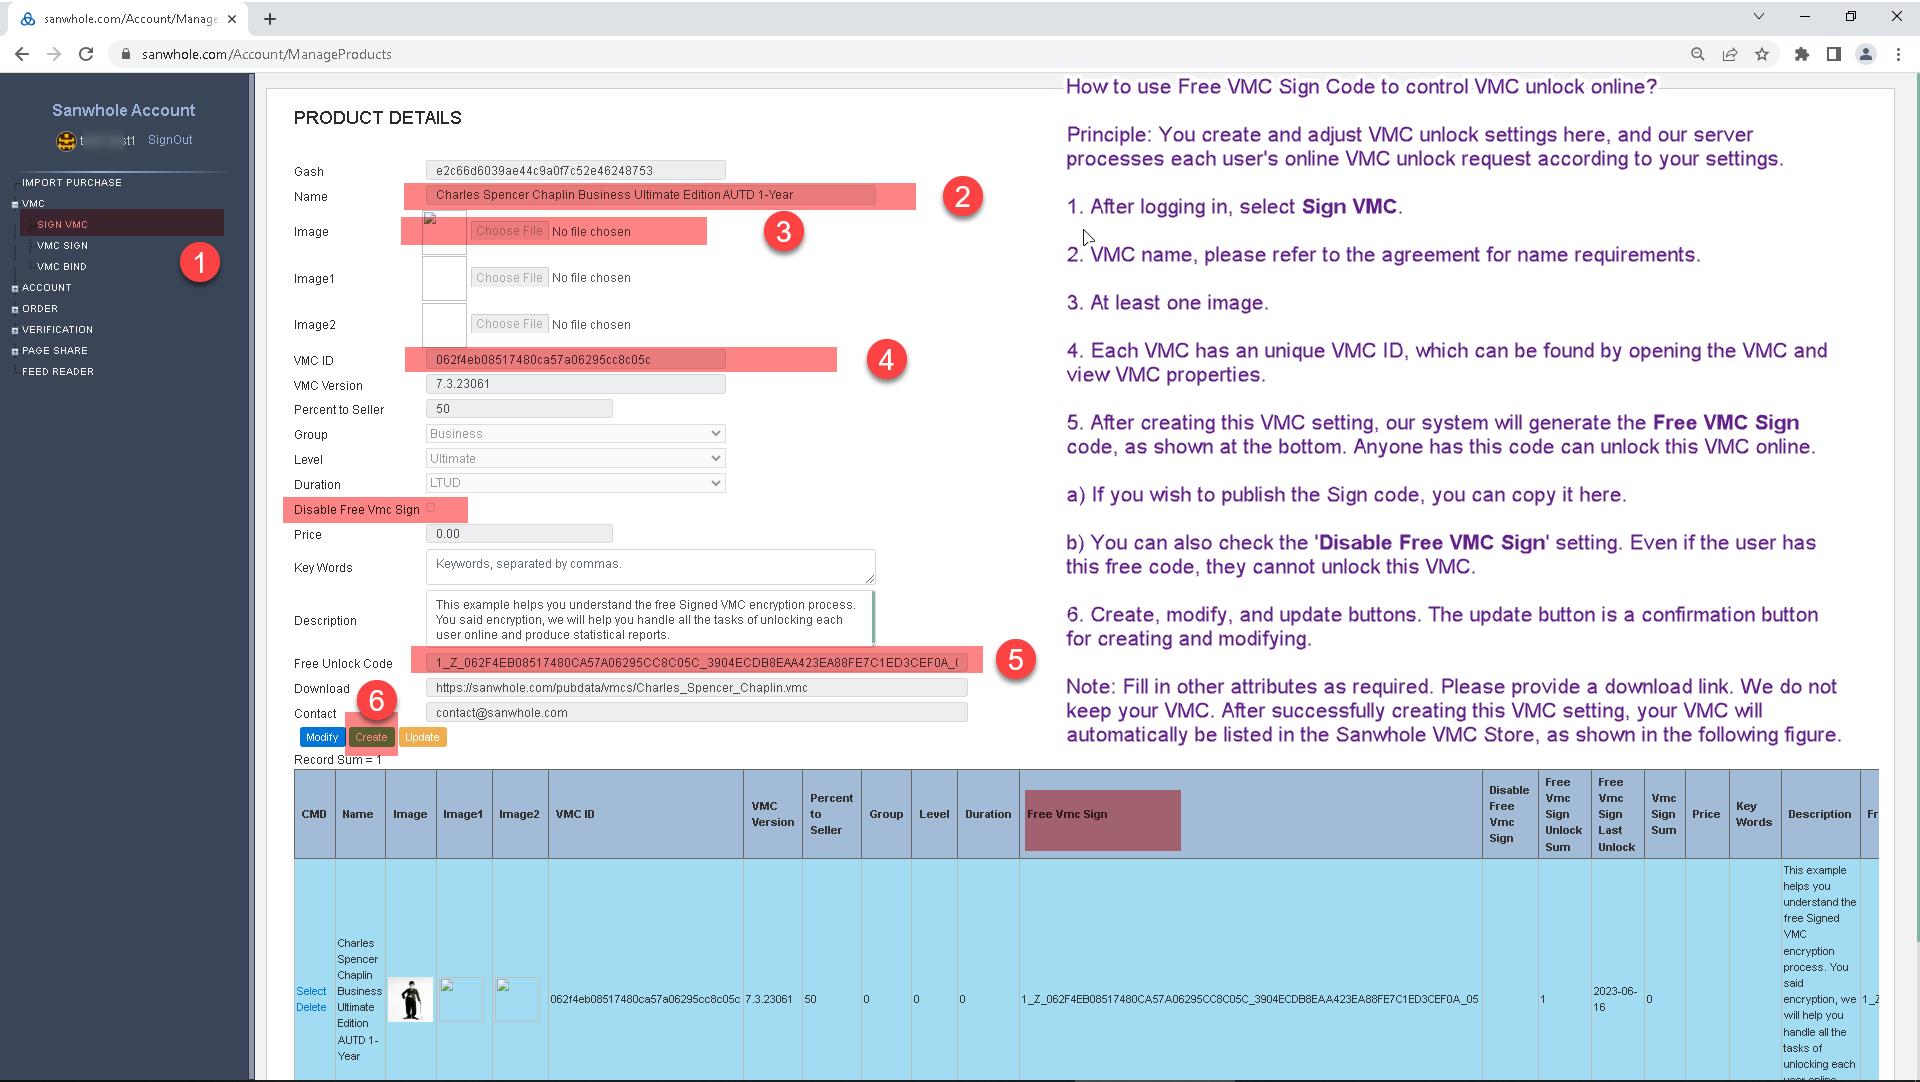 sanwhole.com/Account/Manage
sanwhole.com/Account/ManageProducts
Sanwhole Account
SignOut
IMPORT PURCHASE
VMC
SIGN VMC
VMC SIGN
VMC BIND
ACCOUNT
ORDER
VERIFICATION
PAGE SHARE
FEED READER
1
PRODUCT DETAILS
Gash e2c66d6039ae44c9a0f7c52e46248753
Name Charles Spencer Chaplin Business Ultimate Edition AUTD 1-Year
2
Image Choose File No file chosen
3
Image1 Choose File No file chosen
Image2 Choose File No file chosen
VMC ID 062f4eb08517480ca57a06295cc8c05c
4
VMC Version 7.3.23061
Percent to Seller 50
Group Business
Level Ultimate
Duration LTUD
Disable Free Vmc Sign
Price 0.00
Key Words Keywords, separated by commas.
Description This example helps you understand the free Signed VMC encryption process.
You said encryption, we will help you handle all the tasks of unlocking each
user online and produce statistical reports.
Free Unlock Code 1_Z_062F4EB08517480CA57A06295CC8C05C_3904ECDB8EAA423EA88FE7C1ED3CEF0A_(
5
Download https://sanwhole.com/pubdata/vmcs/Charles_Spencer_Chaplin.vmc
6
Contact contact@sanwhole.com
Modify Create Update
Record Sum = 1
How to use Free VMC Sign Code to control VMC unlock online?
Principle: You create and adjust VMC unlock settings here, and our server
processes each user's online VMC unlock request according to your settings.
1. After logging in, select Sign VMC.
2. VMC name, please refer to the agreement for name requirements.
3. At least one image.
4. Each VMC has an unique VMC ID, which can be found by opening the VMC and
view VMC properties.
5. After creating this VMC setting, our system will generate the Free VMC Sign
code, as shown at the bottom. Anyone has this code can unlock this VMC online.
a) If you wish to publish the Sign code, you can copy it here.
b) You can also check the 'Disable Free VMC Sign' setting. Even if the user has
this free code, they cannot unlock this VMC.
6. Create, modify, and update buttons. The update button is a confirmation button
for creating and modifying.
Note: Fill in other attributes as required. Please provide a download link. We do not
keep your VMC. After successfully creating this VMC setting, your VMC will
automatically be listed in the Sanwhole VMC Store, as shown in the following figure.
CMD
Name
Image
Image1
Image2
VMC ID
VMC
Version
Percent
to
Seller
Group
Level
Duration
Free Vmc Sign
Disable
Free
Vmc
Sign
Free
Vmc
Sign
Unlock
Sum
Free
Vmc
Sign
Last
Unlock
Vmc
Sign
Sum
Price
Key
Words
Description
Fr
Select
Delete
Charles
Spencer
Chaplin
Business
Ultimate
Edition
AUTD 1-
Year
062f4eb08517480ca57a06295cc8c05c
7.3.23061
50
0
0
0
1_Z_062F4EB08517480CA57A06295CC8C05C_3904ECDB8EAA423EA88FE7C1ED3CEF0A_05
1
2023-06-
16
0
This example
helps you
understand the
free Signed
VMC
encryption
process. You
said
encryption, we
will help you
handle all the
tasks of
unlocking each
1_Z